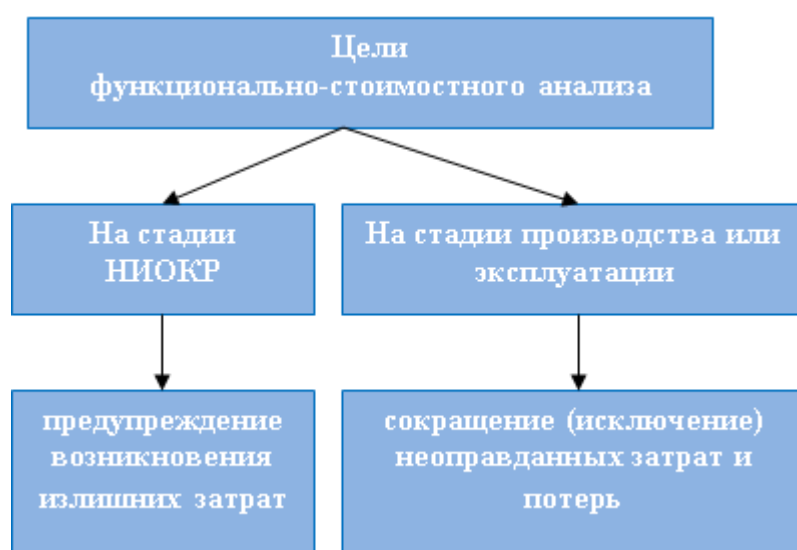 Цели
функционально-стоимостного анализа
На стадии
НИОКР
На стадии производства или
эксплуатации
предупреждение
возникновения
излишних затрат
сокращение (исключение)
неоправданных затрат и
потерь